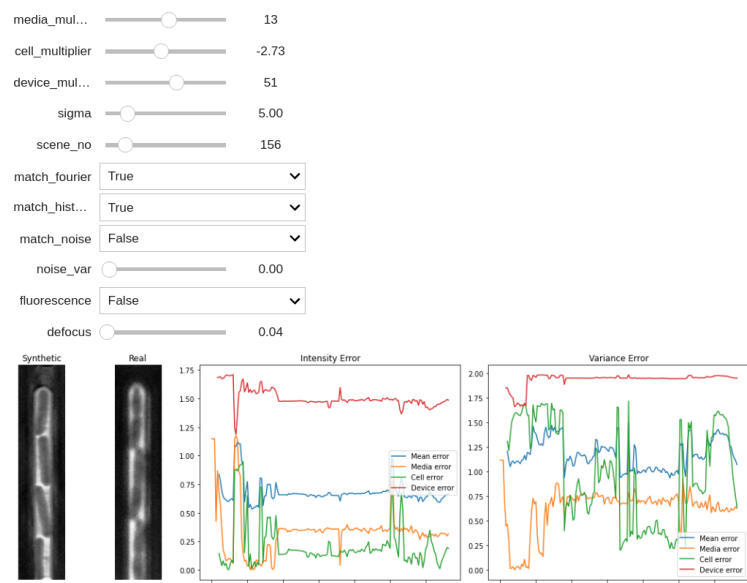 media_mul… 13
cell_multiplier -2.73
device_mul… 51
sigma 5.00
scene_no 156
match_fourier True
match_hist… True
match_noise False
noise_var 0.00
fluorescence False
defocus 0.04
Synthetic Real Intensity Error Variance Error
1.75
1.50
1.25
1.00
0.75
0.50
0.25
0.00
Mean error
Media error
Cell error
Device error
2.00
1.75
1.50
1.25
1.00
0.75
0.50
0.25
0.00
Mean error
Media error
Cell error
Device error